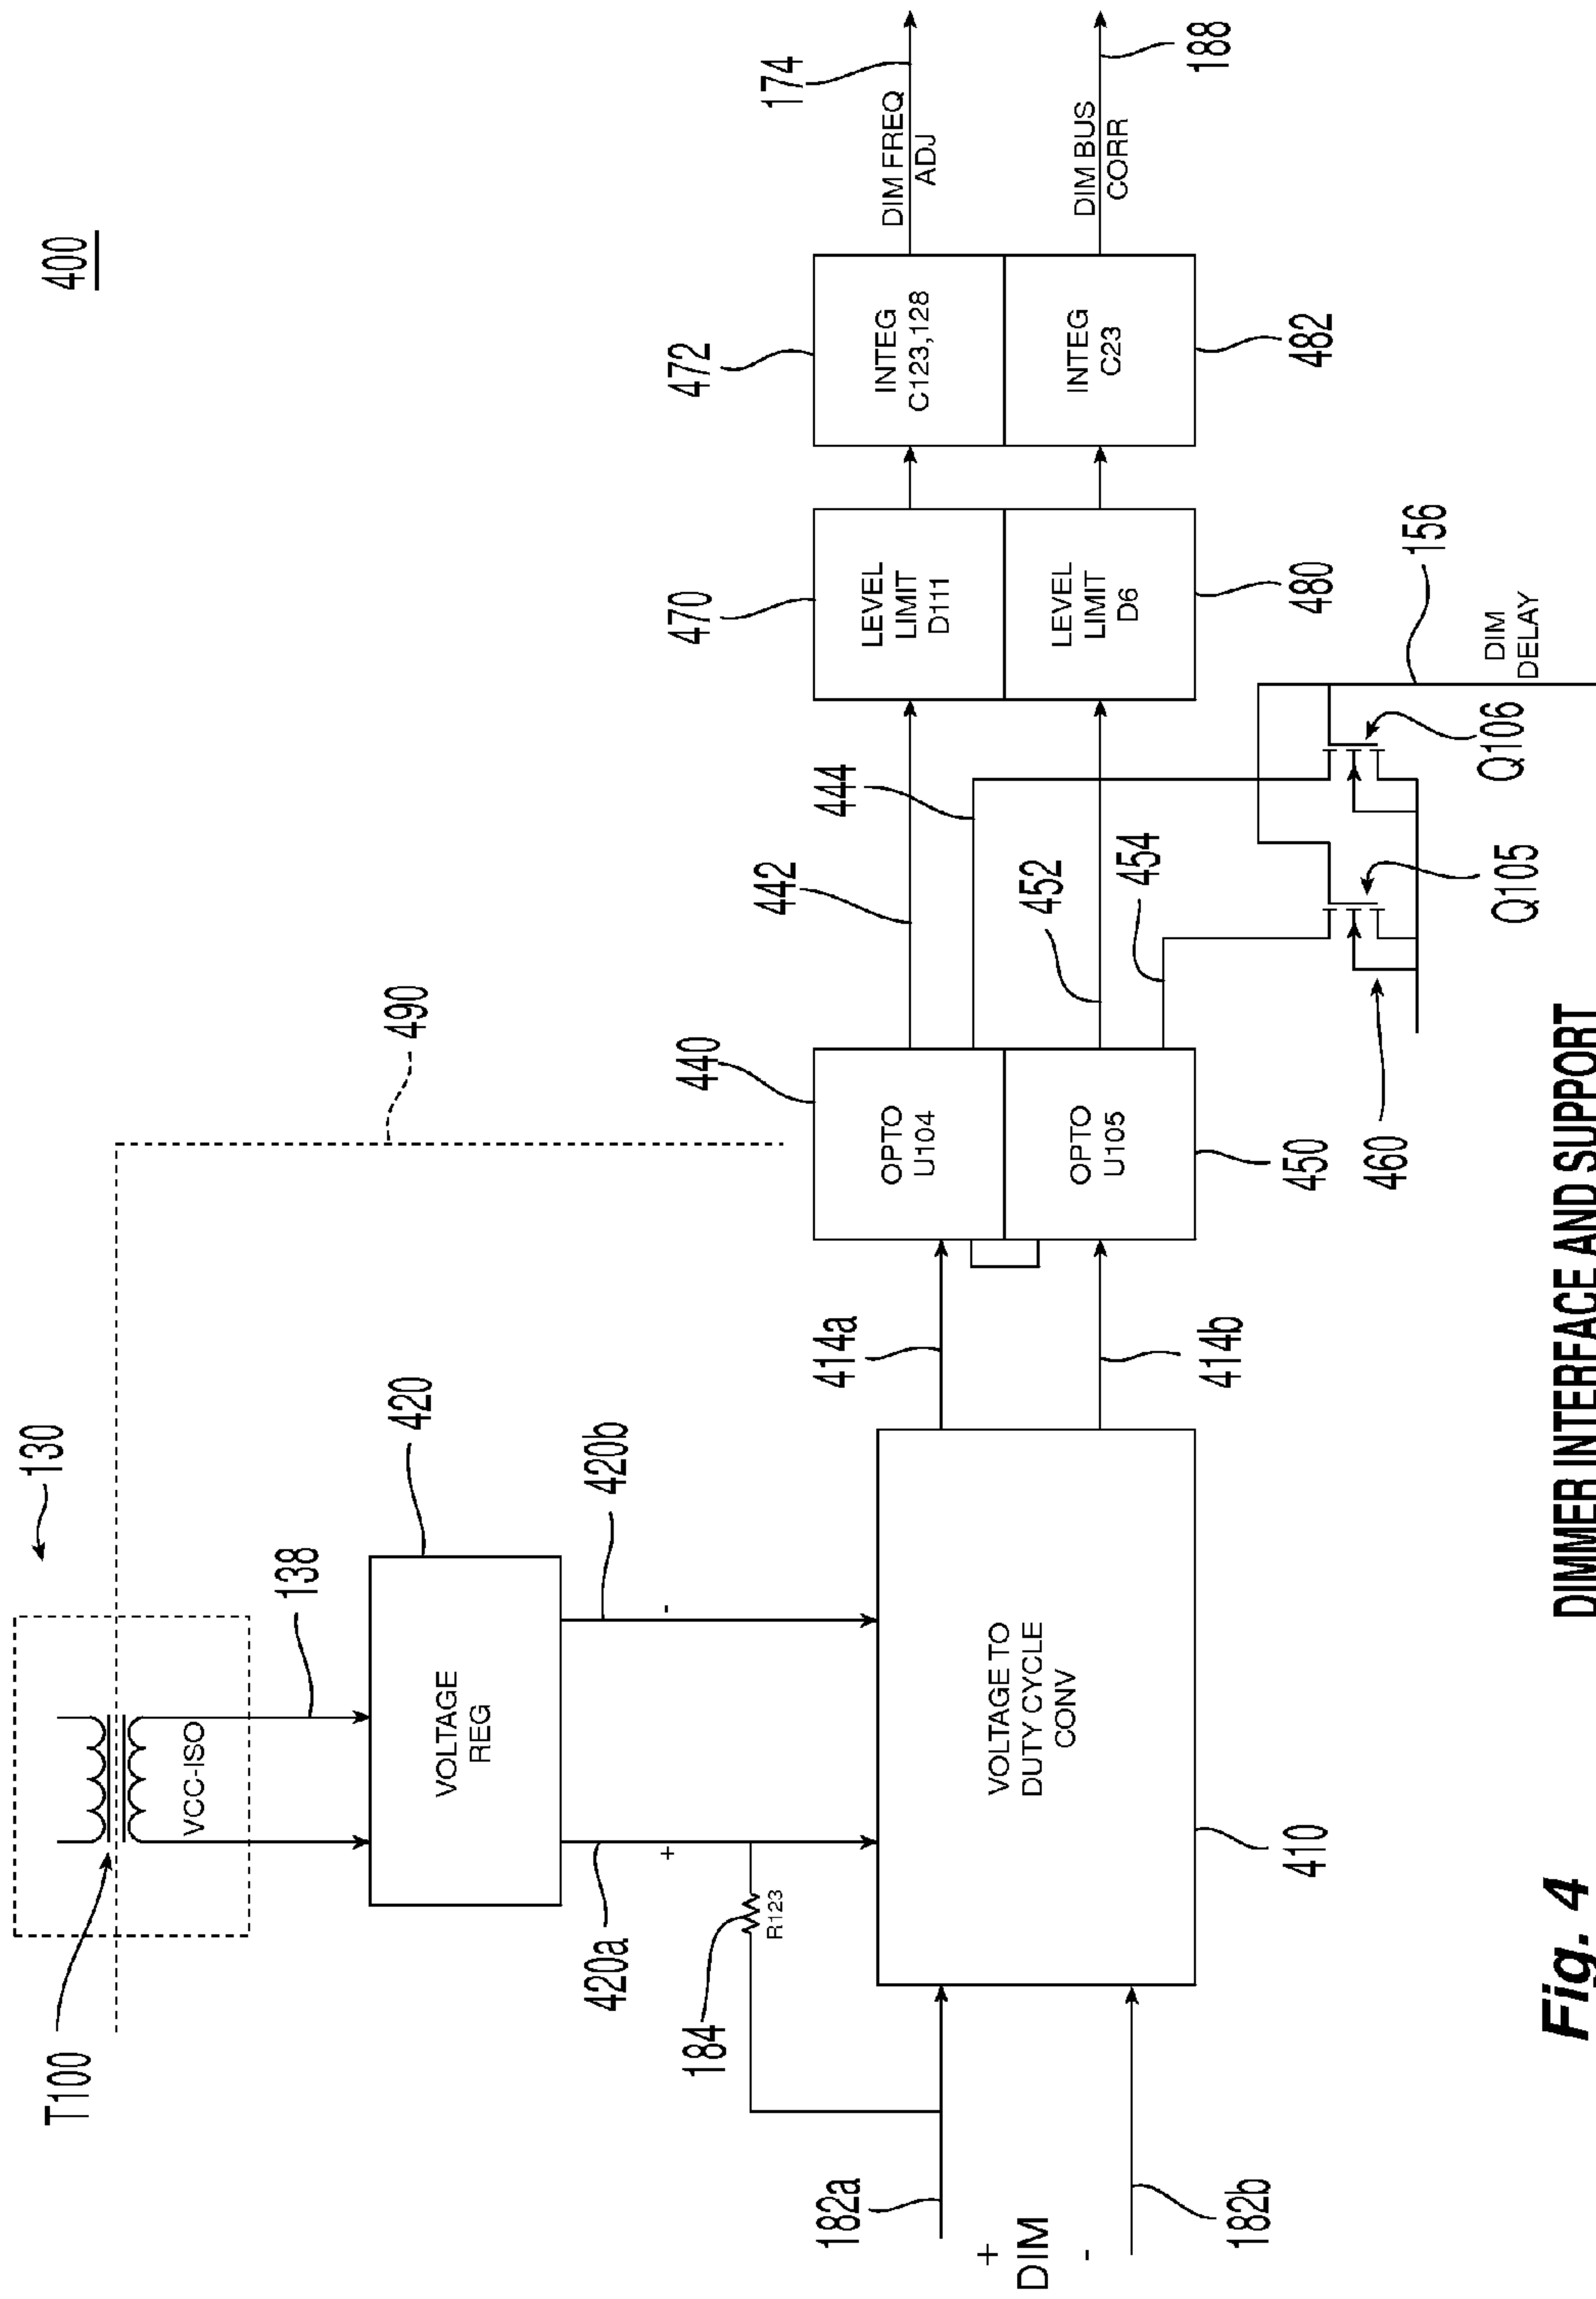 400
130
T100
VCC-ISO
138
490
VOLTAGE
REG
420
420a
+
420b
-
184
R123
182a
+
DIM
-
182b
VOLTAGE TO
DUTY CYCLE
CONV
410
414a
414b
OPTO
U104
440
OPTO
U105
450
442
444
452
454
460
Q105
Q106
156
DIM
DELAY
LEVEL
LIMIT
D111
470
LEVEL
LIMIT
D6
480
INTEG
C123,128
472
INTEG
C23
482
DIM FREQ
ADJ
174
DIM BUS
CORR
188
Fig. 4
DIMMER INTERFACE AND SUPPORT